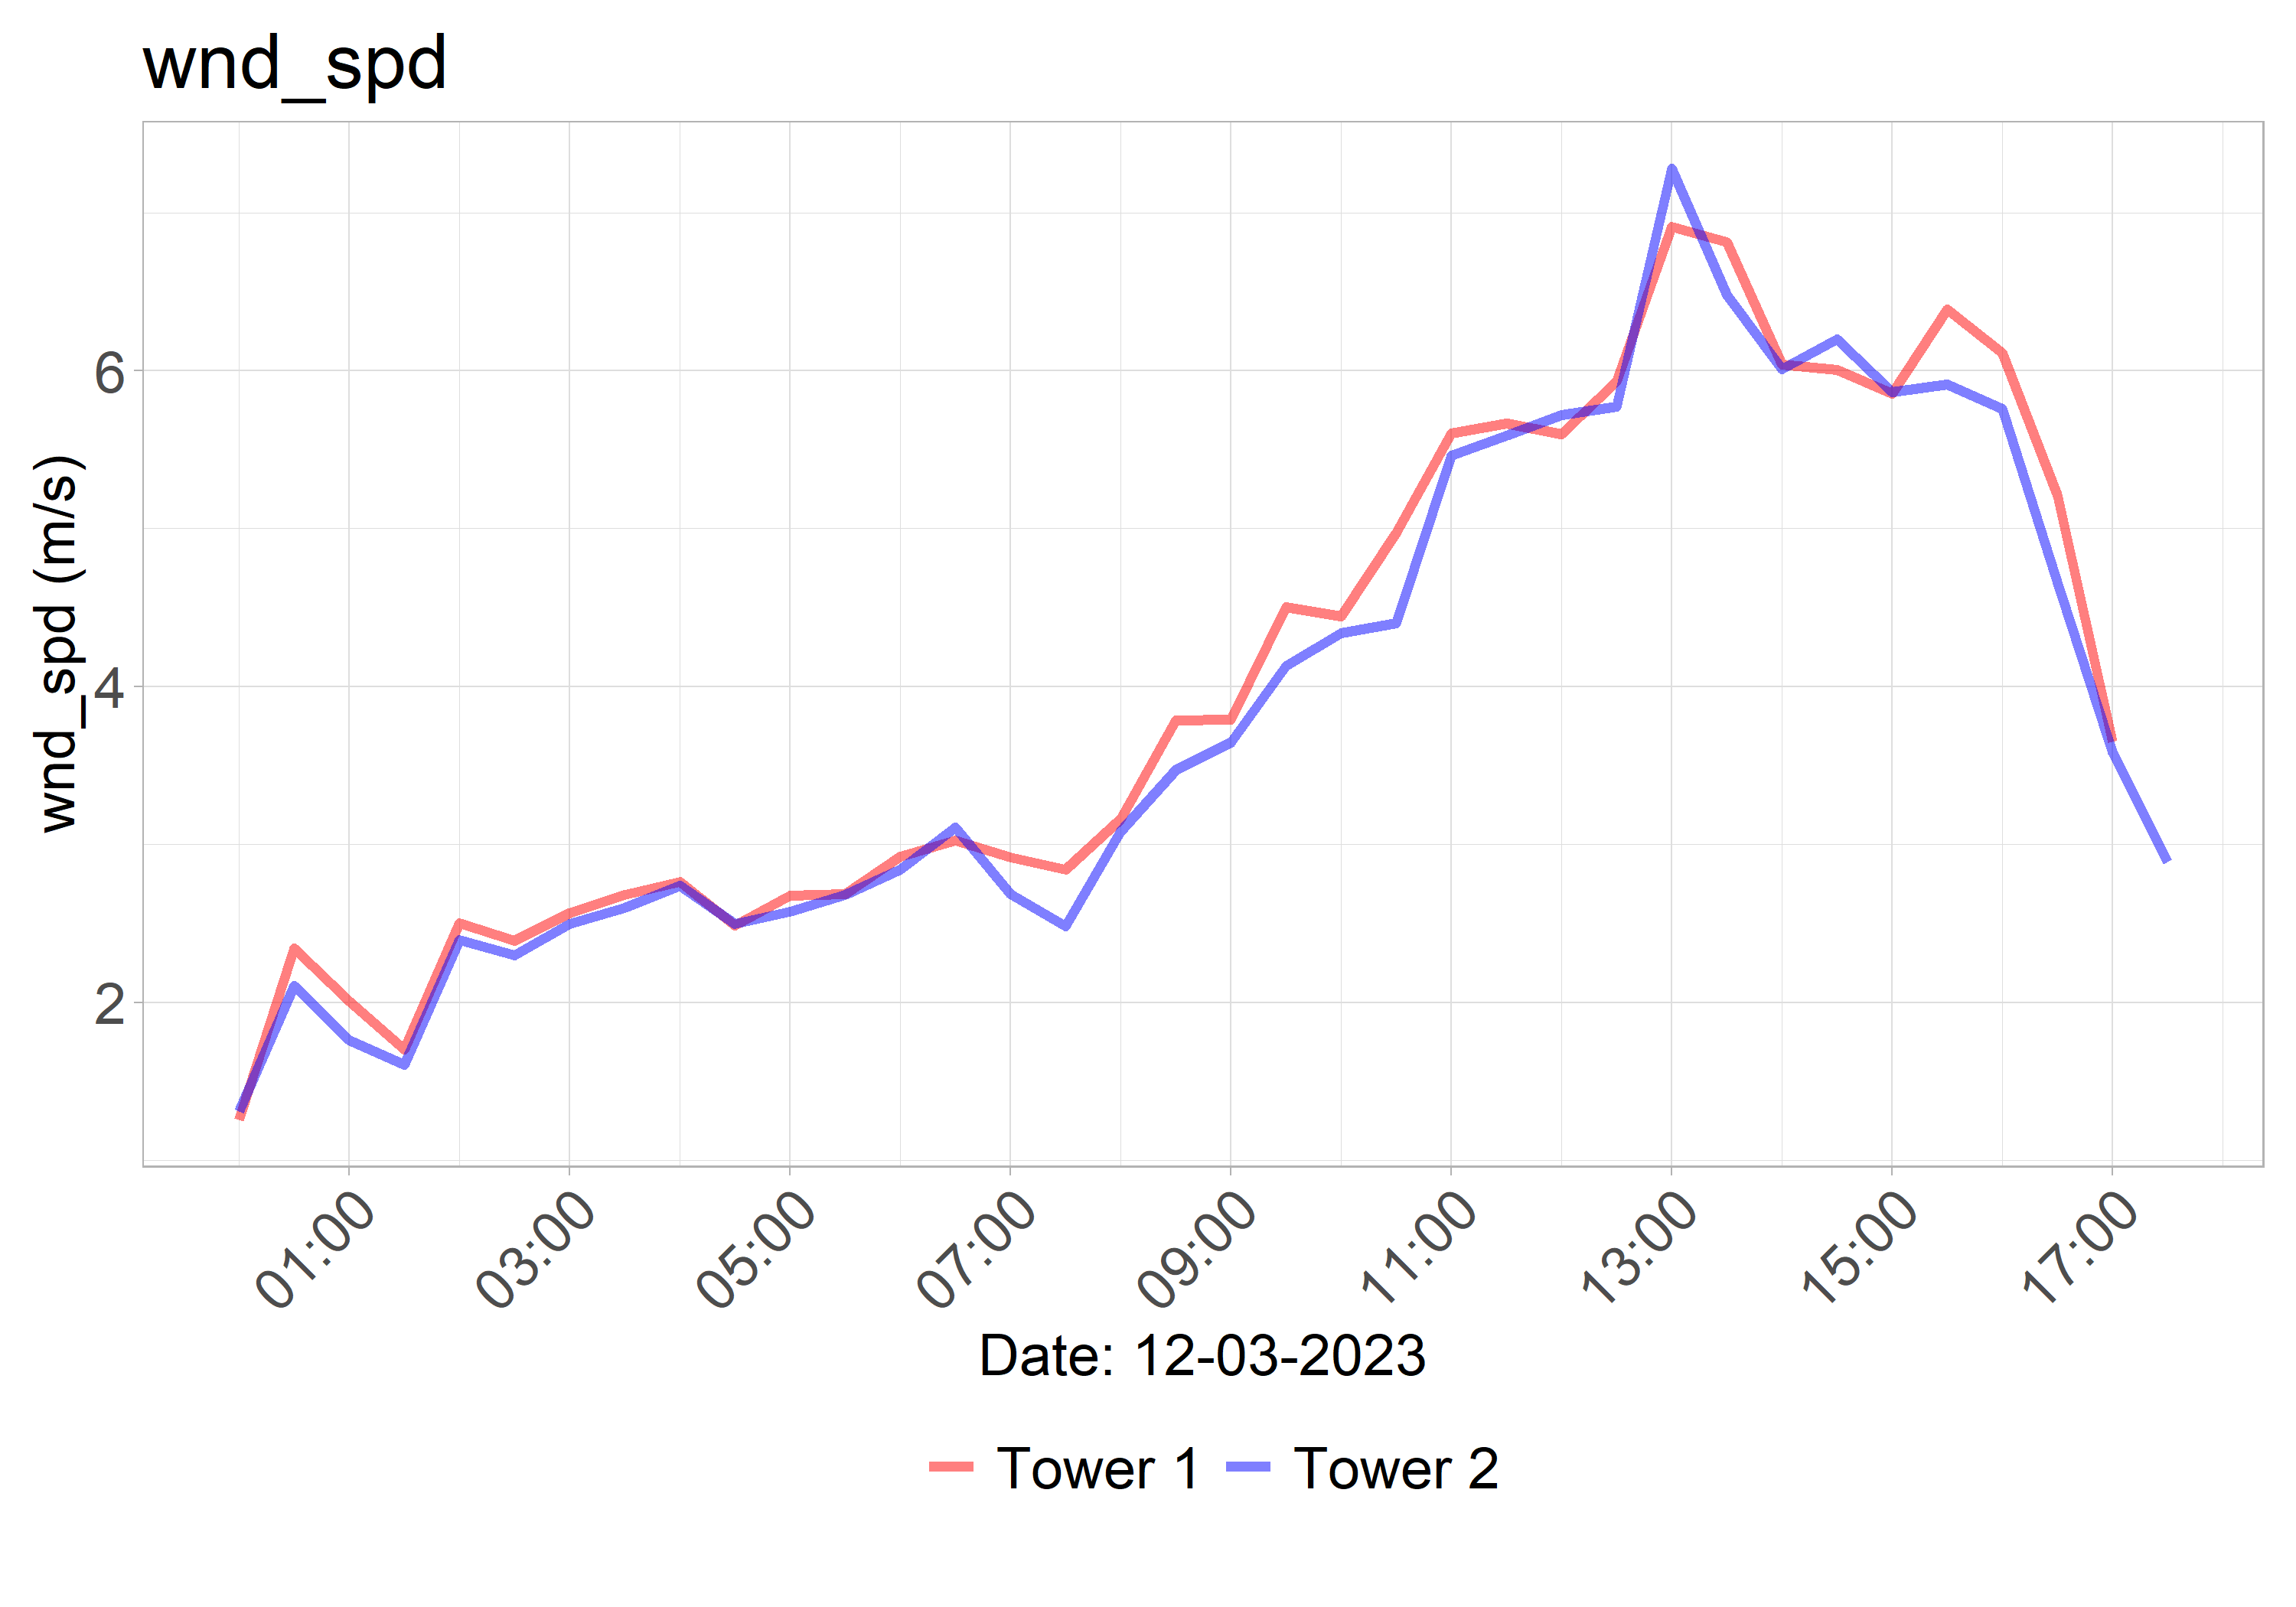 wnd_spd
wnd_spd (m/s)
6
4
2
01:00 03:00 05:00 07:00 09:00 11:00 13:00 15:00 17:00
Date: 12-03-2023
Tower 1 Tower 2